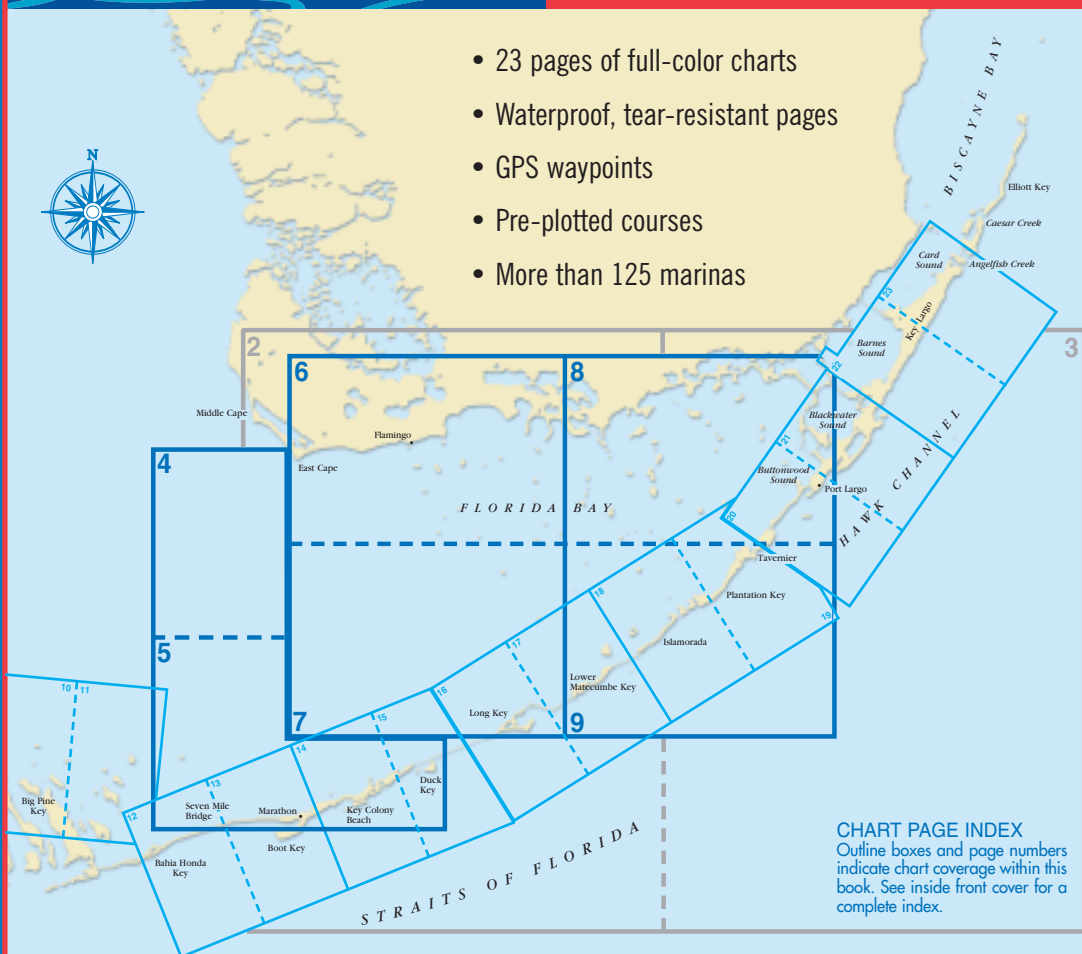 • 23 pages of full-color charts
• Waterproof, tear-resistant pages
• GPS waypoints
• Pre-plotted courses
• More than 125 marinas
N
BISCAYNE BAY
Elliott Key
Caesar Creek
Card
Sound
Angelfish Creek
23
Key Largo
2
3
Barnes
Sound
6
8
22
Middle Cape
Blackwater
Sound
Flamingo
21
HAWK CHANNEL
4
East Cape
Buttonwood
Sound
Port Largo
FLORIDA BAY
20
Tavernier
18
Plantation Key
19
17
Islamorada
5
Lower
Matecumbe Key
10
11
16
Long Key
15
7
9
14
13
Duck
Key
Big Pine
Key
12
Seven Mile
Bridge
Marathon
Key Colony
Beach
Boot Key
Bahia Honda
Key
STRAITS OF FLORIDA
CHART PAGE INDEX
Outline boxes and page numbers
indicate chart coverage within this
book. See inside front cover for a
complete index.